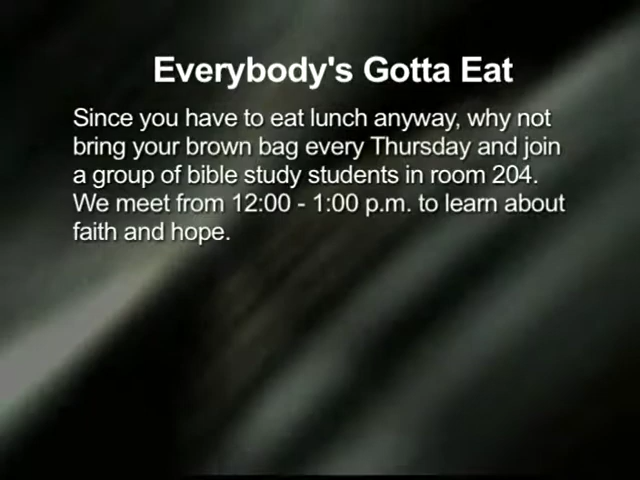 Everybody's Gotta Eat
Since you have to eat lunch anyway, why not
bring your brown bag every Thursday and join
a group of bible study students in room 204.
We meet from 12:00 - 1:00 p.m. to learn about
faith and hope.